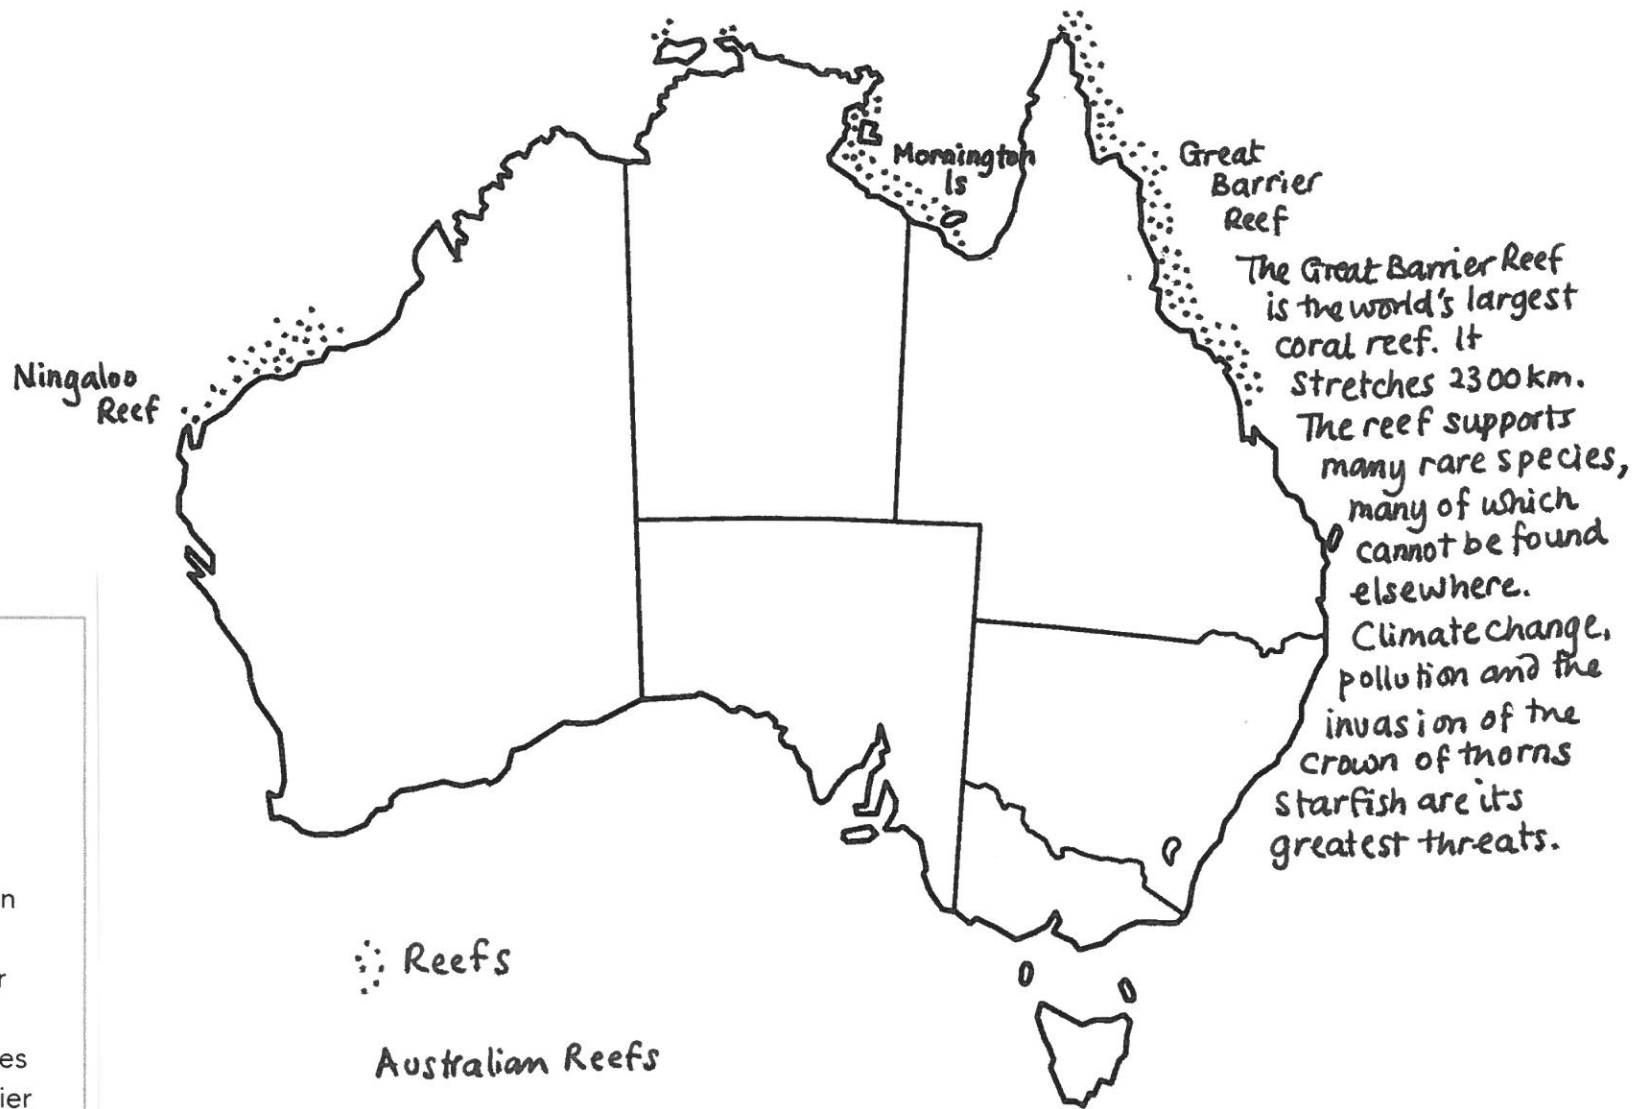 Mornington
Is
Great
Barrier
Reef
The Great Barrier Reef
is the world's largest
coral reef. It
stretches 2300km.
The reef supports
many rare species,
many of which
cannot be found
elsewhere.
Climate change,
pollution and the
invasion of the
crown of thorns
starfish are its
greatest threats.
Ningaloo
Reef
Reefs
Australian Reefs
n
r
es
ier